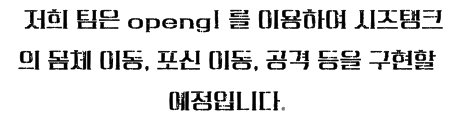 저희 팀은 opengl 를 이용하여 시즈탱크
의 몸체 이동, 포신 이동, 공격 등을 구현할
예정입니다.